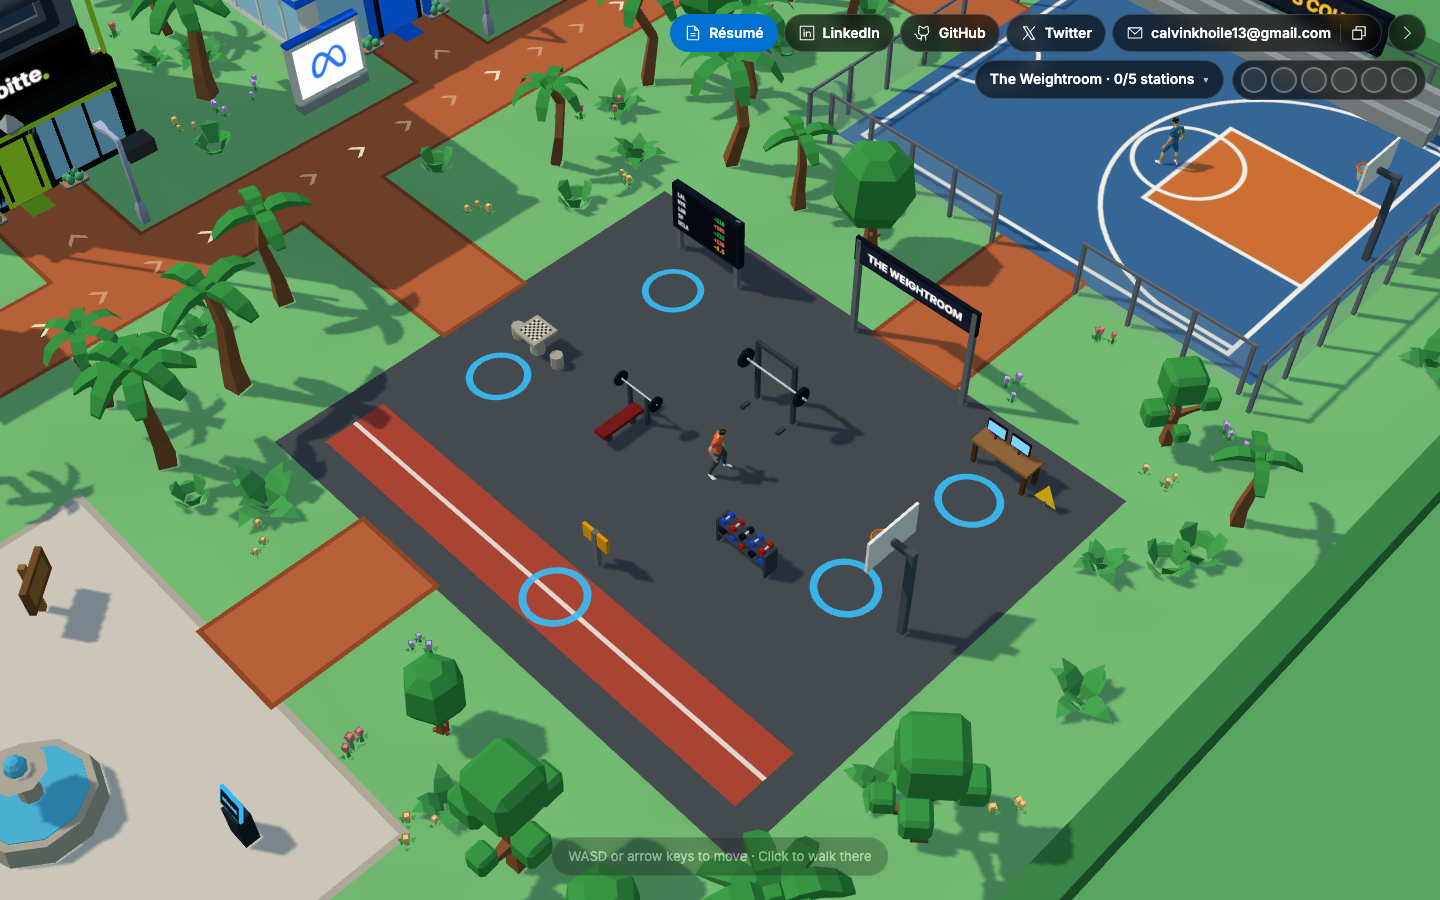 Résumé
LinkedIn
GitHub
Twitter
calvinkhoile13@gmail.com
The Weightroom · 0/5 stations
oitte.
THE WEIGHTROOM
WASD or arrow keys to move · Click to walk there